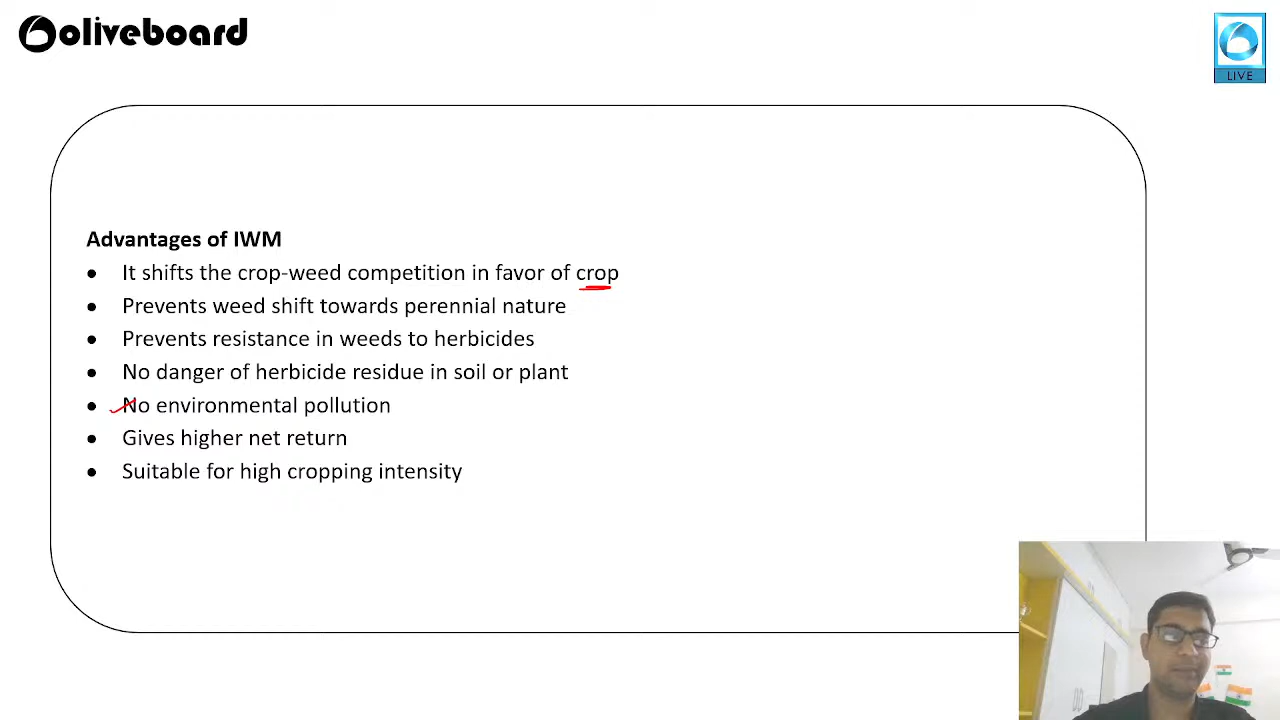 oliveboard
LIVE
Advantages of IWM
• It shifts the crop-weed competition in favor of crop
• Prevents weed shift towards perennial nature
• Prevents resistance in weeds to herbicides
• No danger of herbicide residue in soil or plant
• No environmental pollution
• Gives higher net return
• Suitable for high cropping intensity